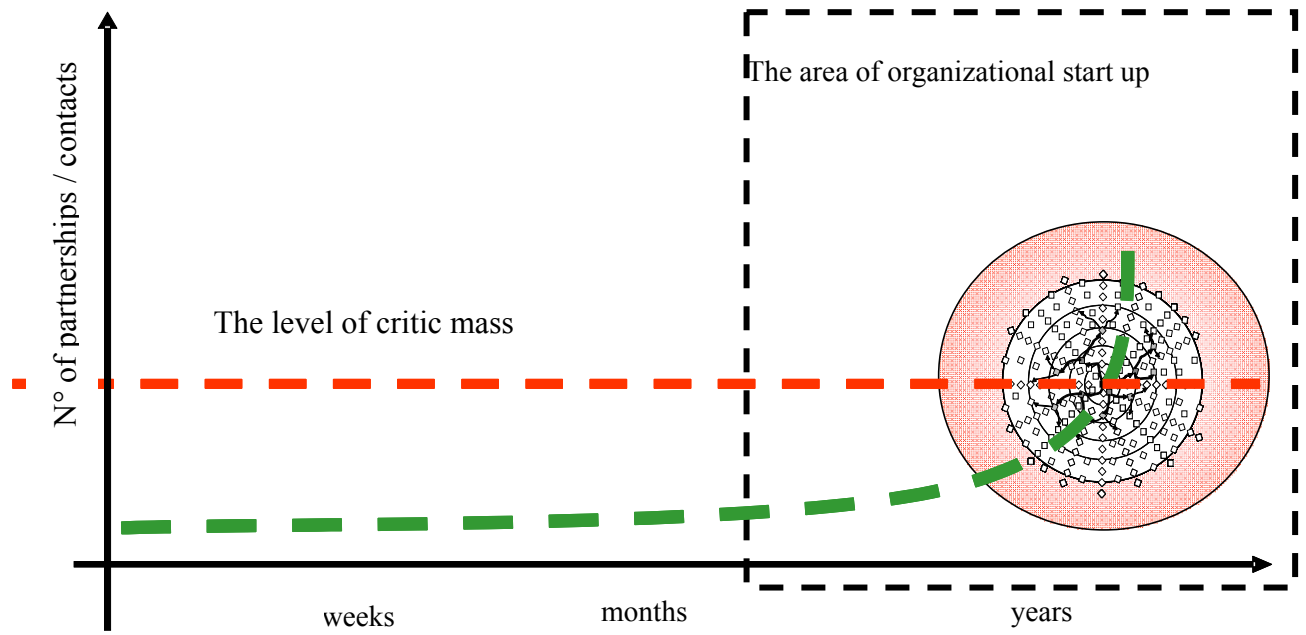 The area of organizational start up
N° of partnerships / contacts
The level of critic mass
weeks
months
years